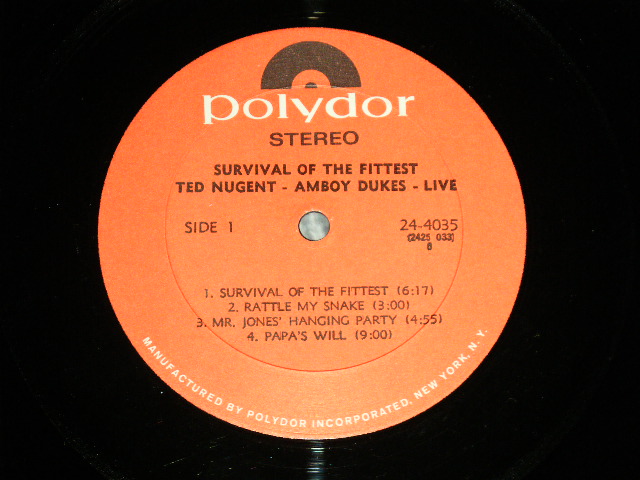 polydor
STEREO
SURVIVAL OF THE FITTEST
TED NUGENT - AMBOY DUKES - LIVE
SIDE 1
24-4035
(2425 033)
1. SURVIVAL OF THE FITTEST (6:17)
2. RATTLE MY SNAKE (3:00)
3. MR. JONES' HANGING PARTY (4:55)
4. PAPA'S WILL (9:00)
MANUFACTURED BY POLYDOR INCORPORATED, NEW YORK, N. Y.